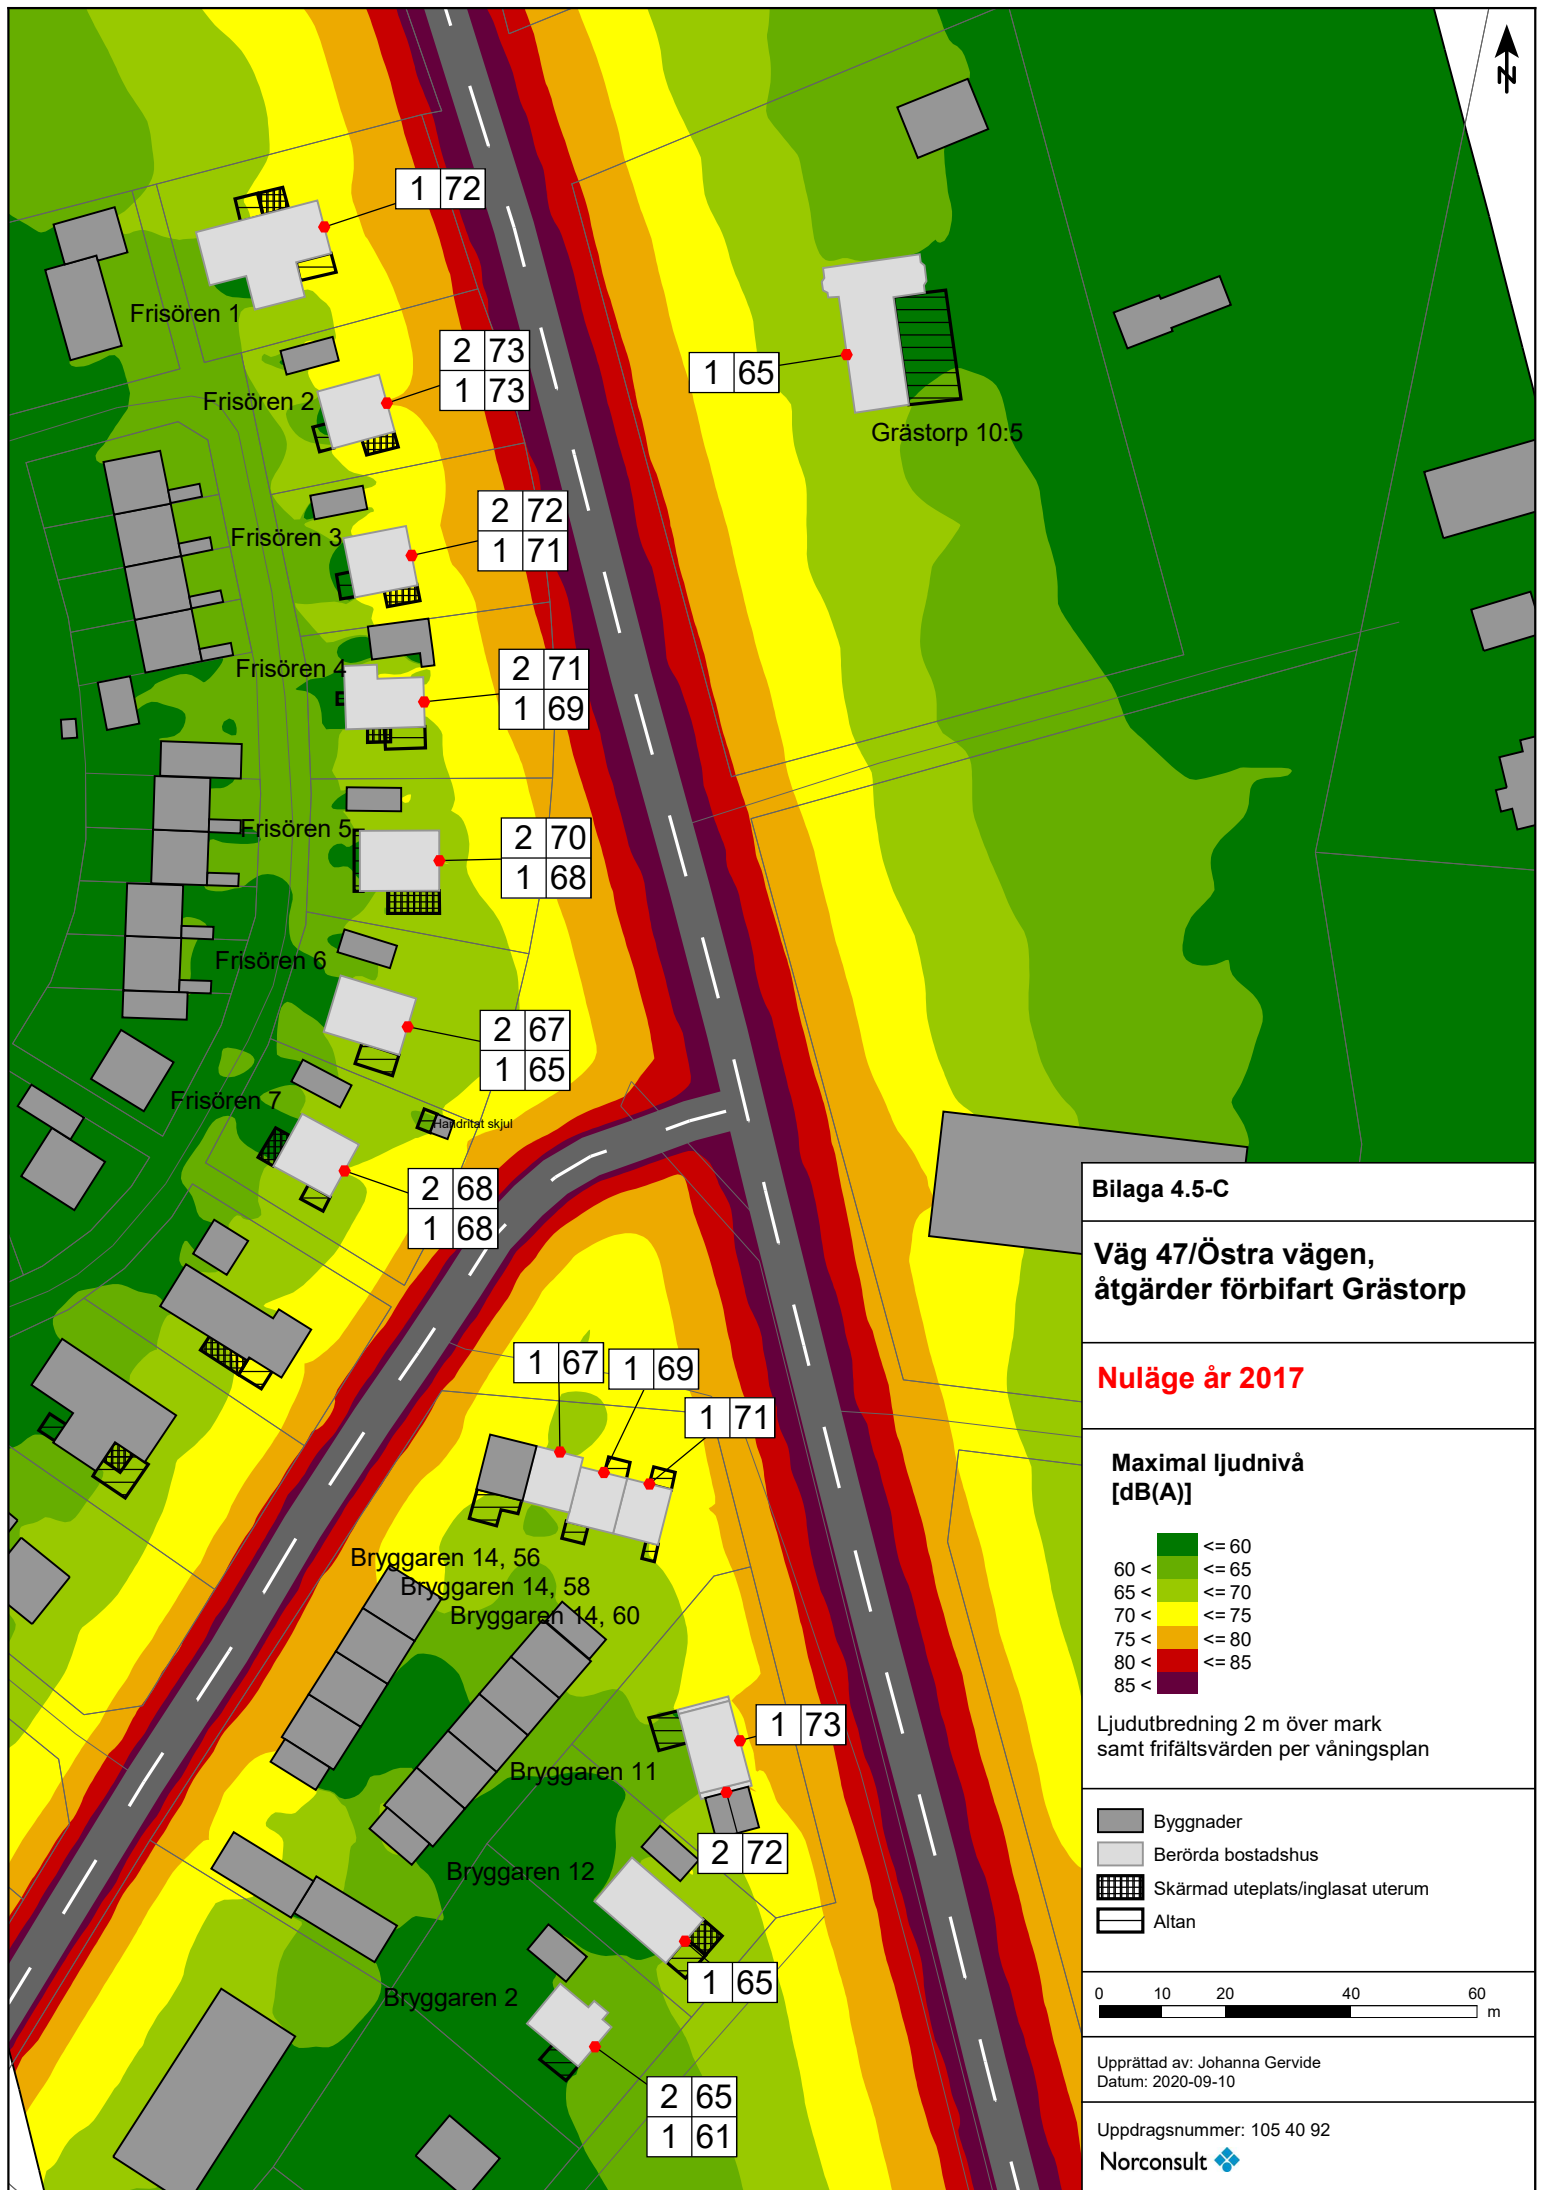 N
1 72
Frisören 1
2 73
1 73
Frisören 2
1 65
Grästorp 10:5
2 72
1 71
Frisören 3
Frisören 4
2 71
1 69
Frisören 5
2 70
1 68
Frisören 6
2 67
1 65
Frisören 7
Handritat skjul
2 68
1 68
1 67
1 69
1 71
Bryggaren 14, 56
Bryggaren 14, 58
Bryggaren 14, 60
1 73
Bryggaren 11
2 72
Bryggaren 12
1 65
Bryggaren 2
2 65
1 61
Bilaga 4.5-C
Väg 47/Östra vägen,
åtgärder förbifart Grästorp
Nuläge år 2017
Maximal ljudnivå
[dB(A)]
<= 60
60 < <= 65
65 < <= 70
70 < <= 75
75 < <= 80
80 < <= 85
85 <
Ljudutbredning 2 m över mark
samt frifältsvärden per våningsplan
Byggnader
Berörda bostadshus
Skärmad uteplats/inglasat uterum
Altan
0 10 20 40 60
m
Upprättad av: Johanna Gervide
Datum: 2020-09-10
Uppdragsnummer: 105 40 92
Norconsult